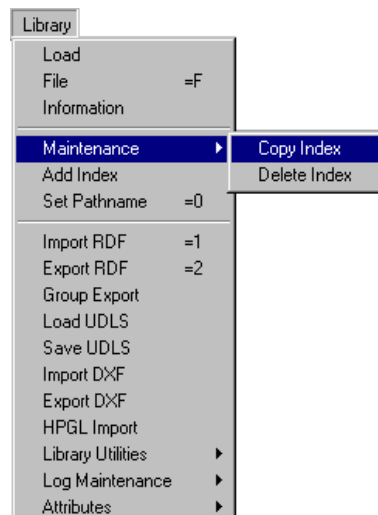 Library
Load
File =F
Information
Maintenance Copy Index
Add Index Delete Index
Set Pathname =0
Import RDF =1
Export RDF =2
Group Export
Load UDLS
Save UDLS
Import DXF
Export DXF
HPGL Import
Library Utilities
Log Maintenance
Attributes